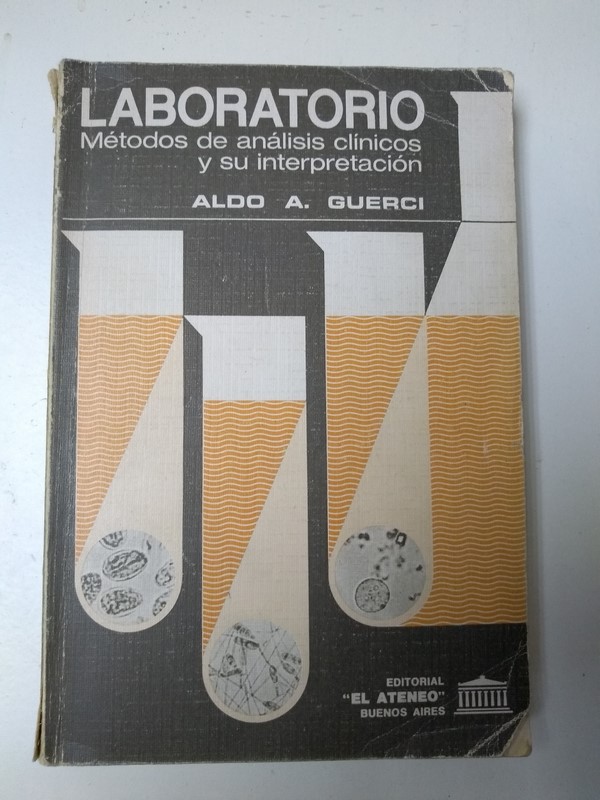 LABORATORIO
Métodos de análisis clínicos
y su interpretación
ALDO A. GUERCI
EDITORIAL
"EL ATENEO"
BUENOS AIRES